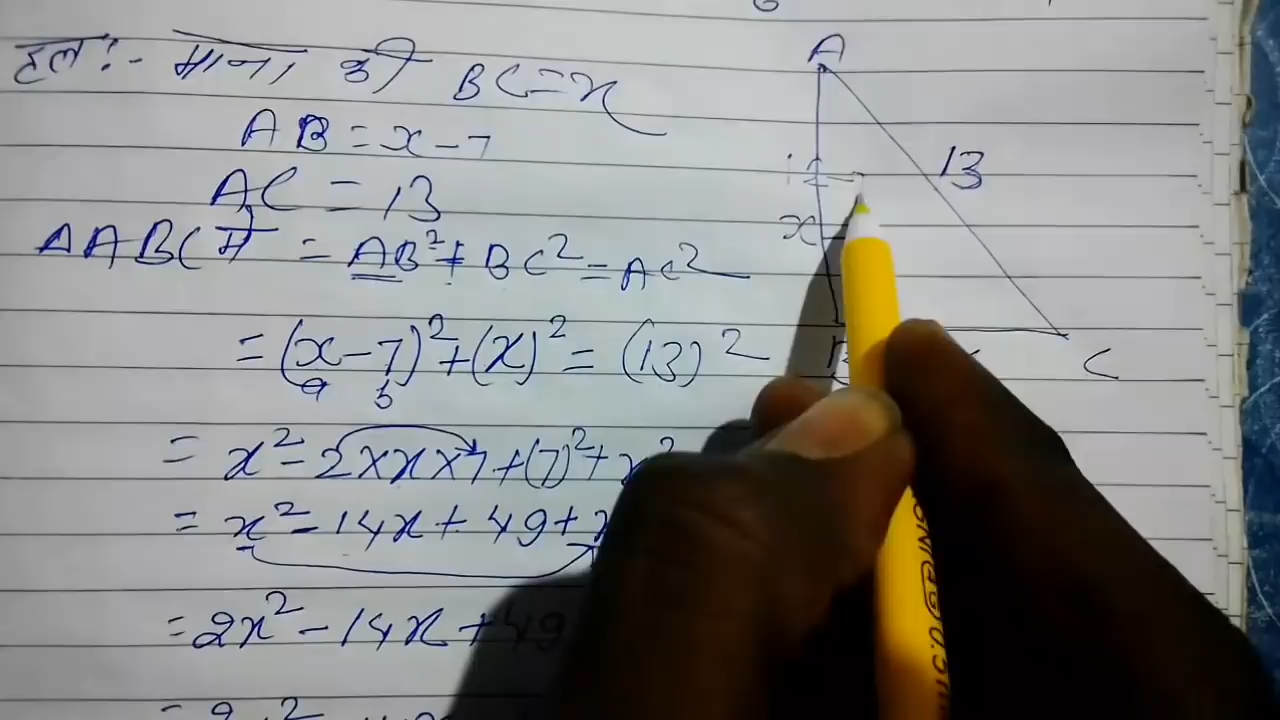 हल :- माना की BC = x
AB = x - 7
AC = 13
ΔABC में = AB² + BC² = AC²
= (x - 7)² + (x)² = (13)²
a b
= x² - 2 × x × 7 + (7)² + x²
= x² - 14x + 49 +
= 2x² - 14x + 49
A
13
x
B
C